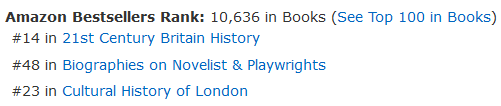 Amazon Bestsellers Rank: 10,636 in Books (See Top 100 in Books)
#14 in 21st Century Britain History
#48 in Biographies on Novelist & Playwrights
#23 in Cultural History of London